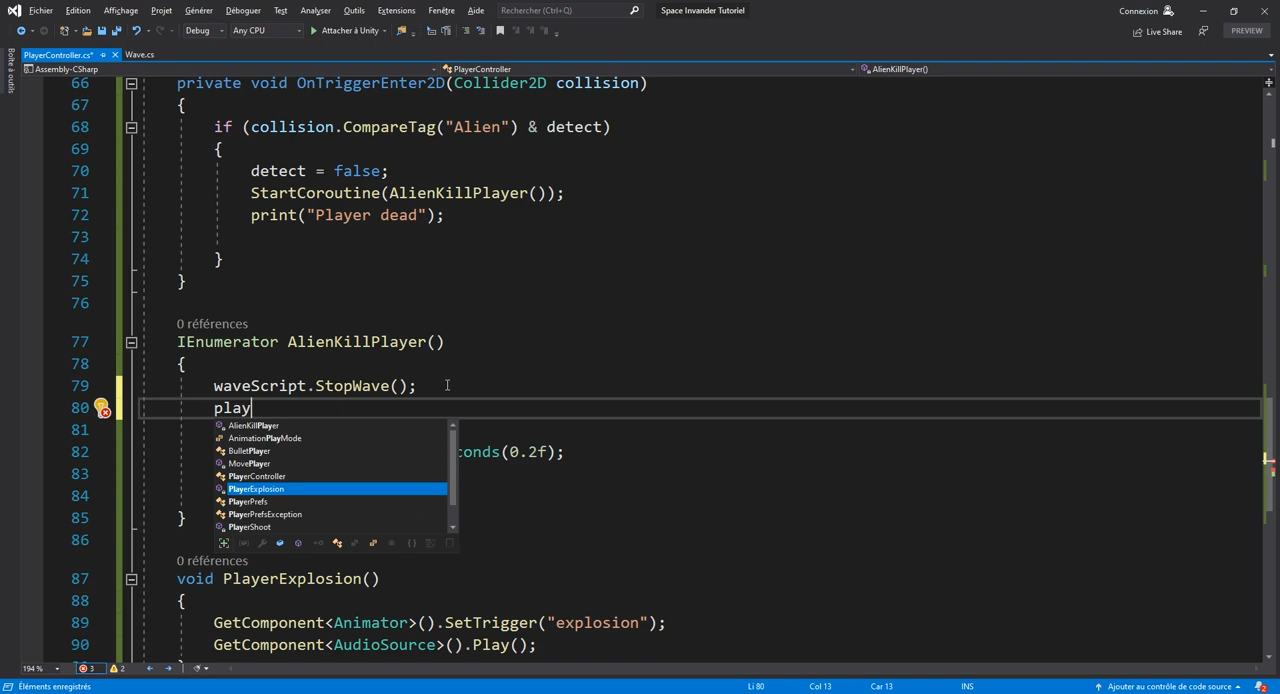 Fichier Edition Affichage Projet Générer Déboguer Test Analyser Outils Extensions Fenêtre Aide Rechercher (Ctrl+Q) Space Invander Tutoriel Connexion
Debug Any CPU Attacher à Unity Live Share PREVIEW
Boîte à outils
PlayerController.cs* Wave.cs
Assembly-CSharp PlayerController AlienKillPlayer()
66 private void OnTriggerEnter2D(Collider2D collision)
67 {
68 if (collision.CompareTag("Alien") & detect)
69 {
70 detect = false;
71 StartCoroutine(AlienKillPlayer());
72 print("Player dead");
73
74 }
75 }
76
0 références
77 IEnumerator AlienKillPlayer()
78 {
79 waveScript.StopWave();
80 play
81
AlienKillPlayer
AnimationPlayMode
82 conds(0.2f);
BulletPlayer
MovePlayer
83
PlayerController
84
PlayerExplosion
PlayerPrefs
85 }
PlayerPrefsException
PlayerShoot
86
0 références
87 void PlayerExplosion()
88 {
89 GetComponent<Animator>().SetTrigger("explosion");
90 GetComponent<AudioSource>().Play();
194 % 3 2
Éléments enregistrés Li 80 Col 13 Car 13 INS Ajouter au contrôle de code source 2